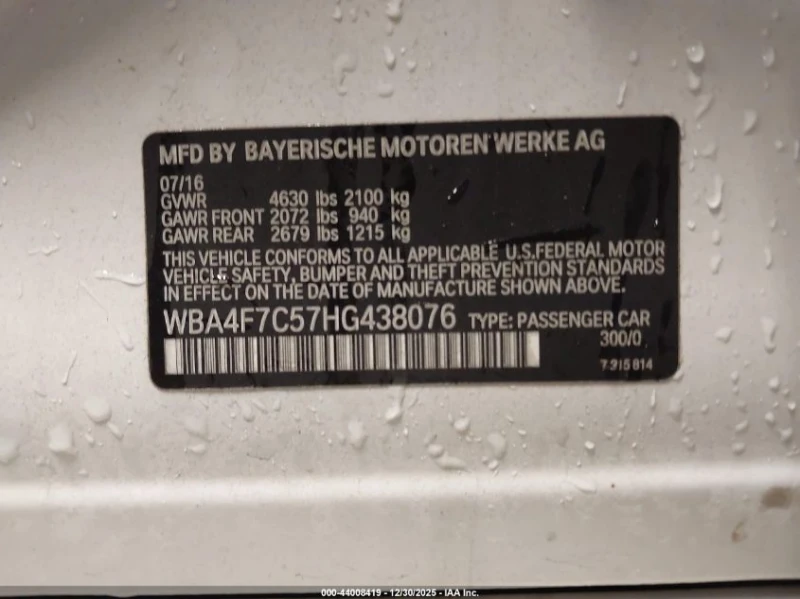 MFD BY BAYERISCHE MOTOREN WERKE AG
07/16
GVWR 4630 lbs 2100 kg
GAWR FRONT 2072 lbs 940 kg
GAWR REAR 2679 lbs 1215 kg
THIS VEHICLE CONFORMS TO ALL APPLICABLE U.S.FEDERAL MOTOR
VEHICLE SAFETY, BUMPER AND THEFT PREVENTION STANDARDS
IN EFFECT ON THE DATE OF MANUFACTURE SHOWN ABOVE.
WBA4F7C57HG438076 TYPE: PASSENGER CAR
300/0
7 315 814
000-44008419 - 12/30/2025 - IAA Inc.